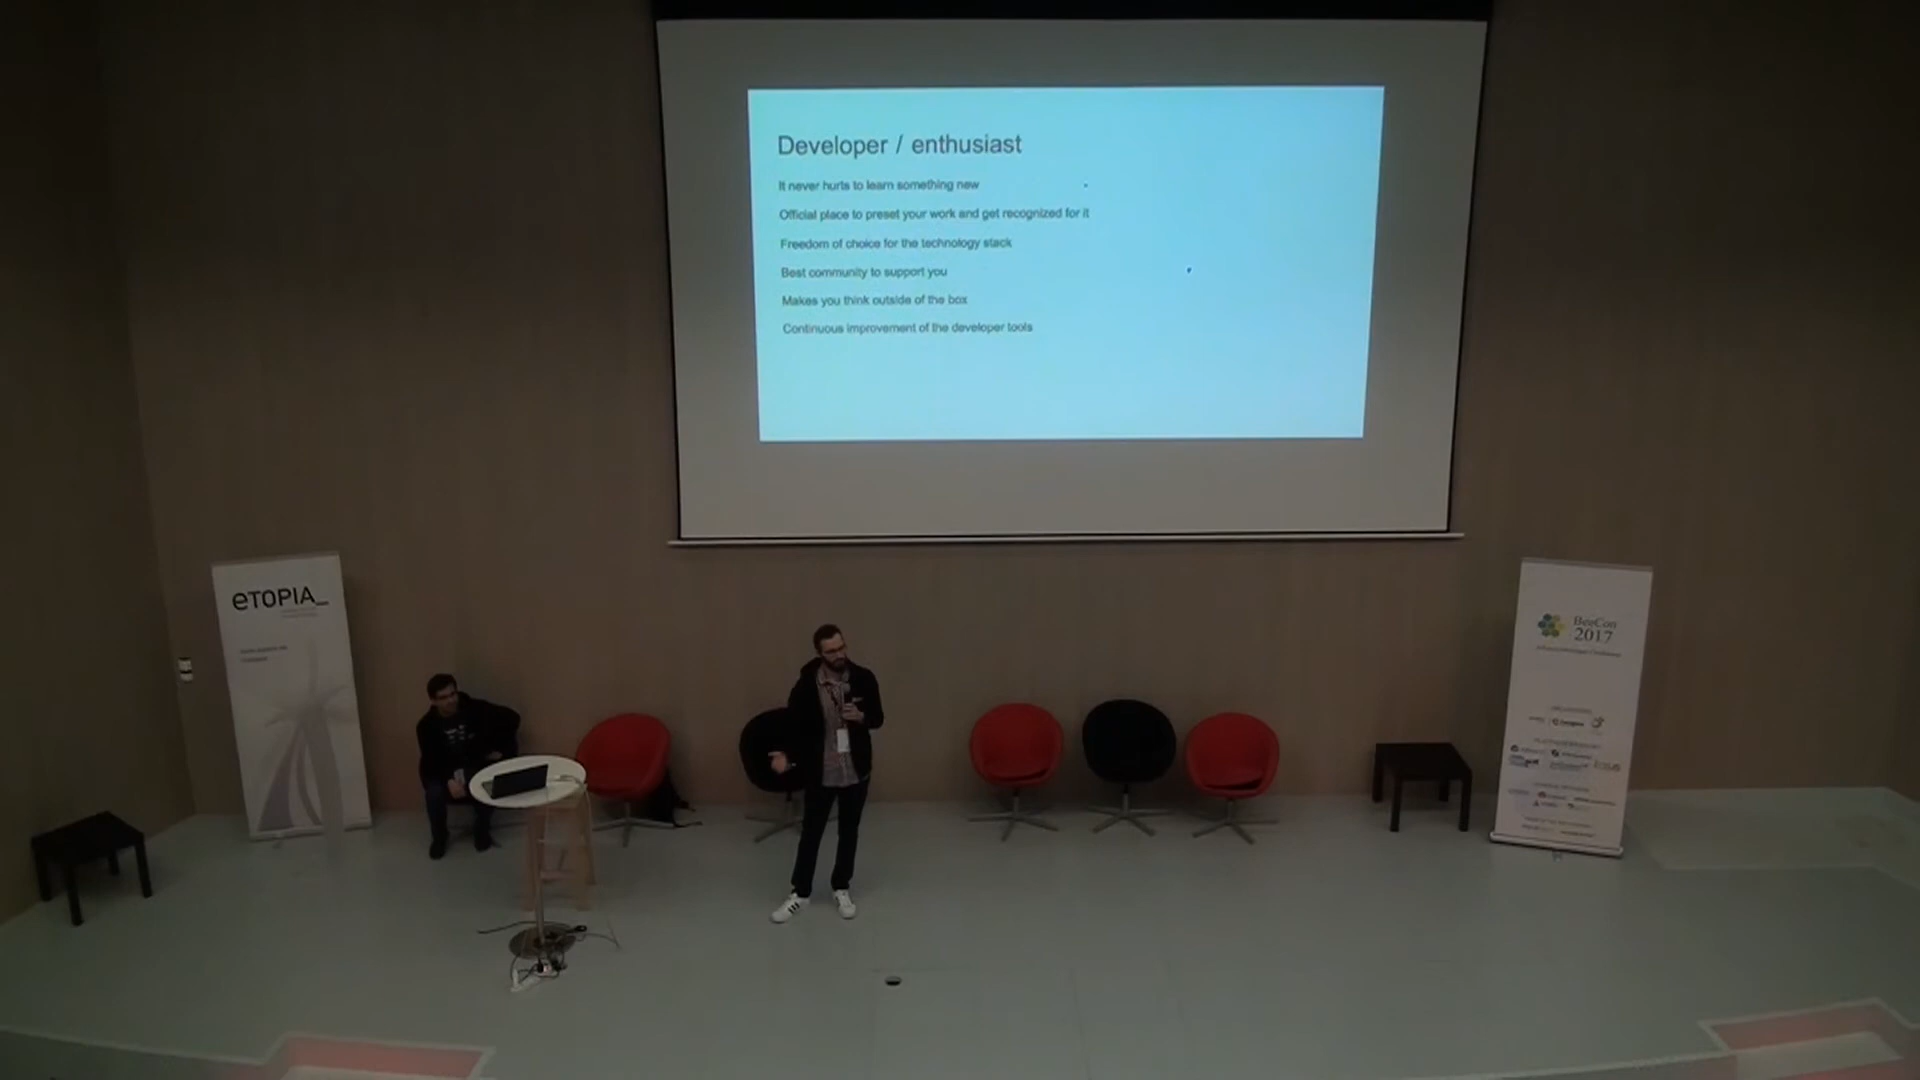 Developer / enthusiast
It never hurts to learn something new
Official place to preset your work and get recognized for it
Freedom of choice for the technology stack
Best community to support you
Makes you think outside of the box
Continuous improvement of the developer tools
eTOPIA_
BeeCon
2017